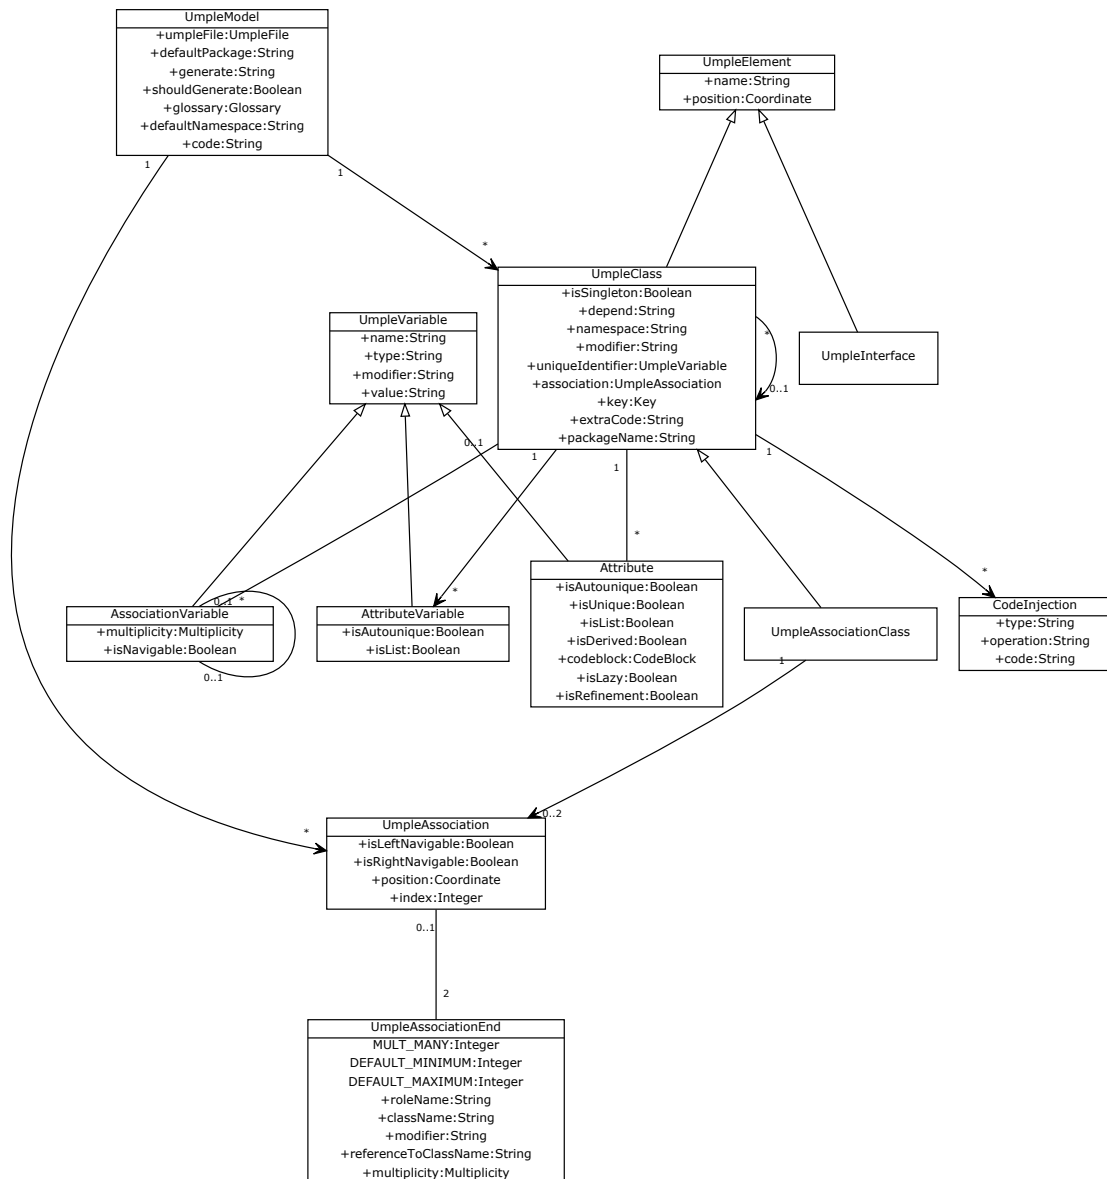 UmpleModel
+umpleFile:UmpleFile
+defaultPackage:String
+generate:String
+shouldGenerate:Boolean
+glossary:Glossary
+defaultNamespace:String
+code:String
1
1
*
UmpleElement
+name:String
+position:Coordinate
UmpleClass
+isSingleton:Boolean
+depend:String
+namespace:String
+modifier:String
+uniqueIdentifier:UmpleVariable
+association:UmpleAssociation
+key:Key
+extraCode:String
+packageName:String
*
0..1
0..1
1
1
1
UmpleInterface
UmpleVariable
+name:String
+type:String
+modifier:String
+value:String
AssociationVariable
+multiplicity:Multiplicity
+isNavigable:Boolean
0..1
*
0..1
*
AttributeVariable
+isAutounique:Boolean
+isList:Boolean
*
Attribute
+isAutounique:Boolean
+isUnique:Boolean
+isList:Boolean
+isDerived:Boolean
+codeblock:CodeBlock
+isLazy:Boolean
+isRefinement:Boolean
UmpleAssociationClass
1
*
CodeInjection
+type:String
+operation:String
+code:String
*
0..2
UmpleAssociation
+isLeftNavigable:Boolean
+isRightNavigable:Boolean
+position:Coordinate
+index:Integer
0..1
2
UmpleAssociationEnd
MULT_MANY:Integer
DEFAULT_MINIMUM:Integer
DEFAULT_MAXIMUM:Integer
+roleName:String
+className:String
+modifier:String
+referenceToClassName:String
+multiplicity:Multiplicity